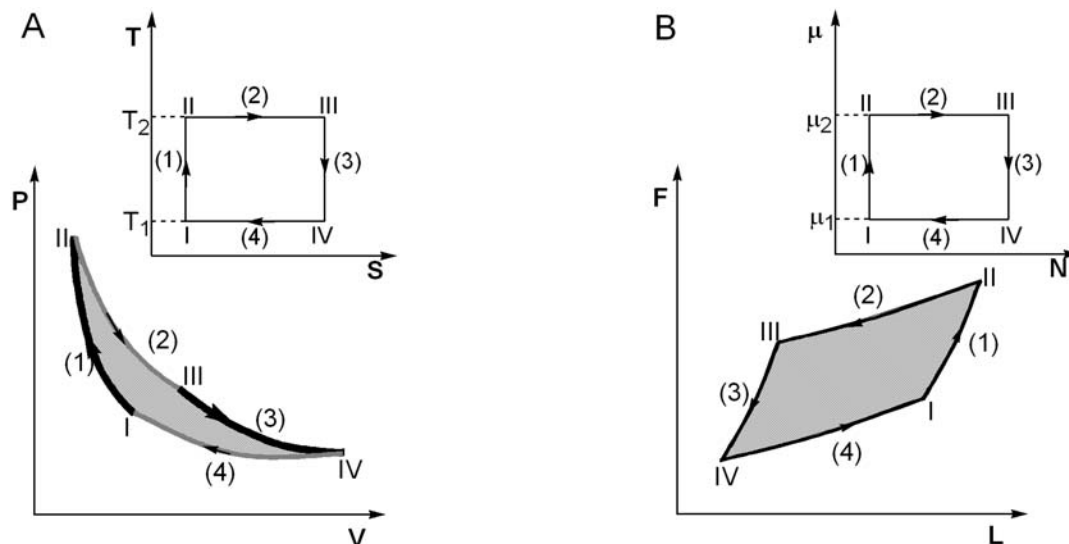 A
T
II
(2)
III
T2
(1)
(3)
T1
I
(4)
IV
S
P
II
(2)
III
(1)
I
(3)
(4)
IV
V
B
μ
II
(2)
III
μ2
(1)
(3)
μ1
I
(4)
IV
N
F
II
(2)
III
(1)
(3)
I
(4)
IV
L